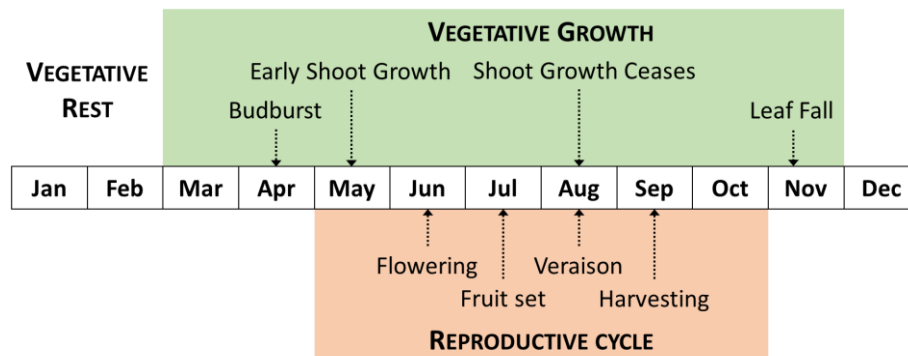 VEGETATIVE GROWTH
VEGETATIVE
REST
Early Shoot Growth
Shoot Growth Ceases
Budburst
Leaf Fall
Jan Feb Mar Apr May Jun Jul Aug Sep Oct Nov Dec
Flowering
Veraison
Fruit set
Harvesting
REPRODUCTIVE CYCLE